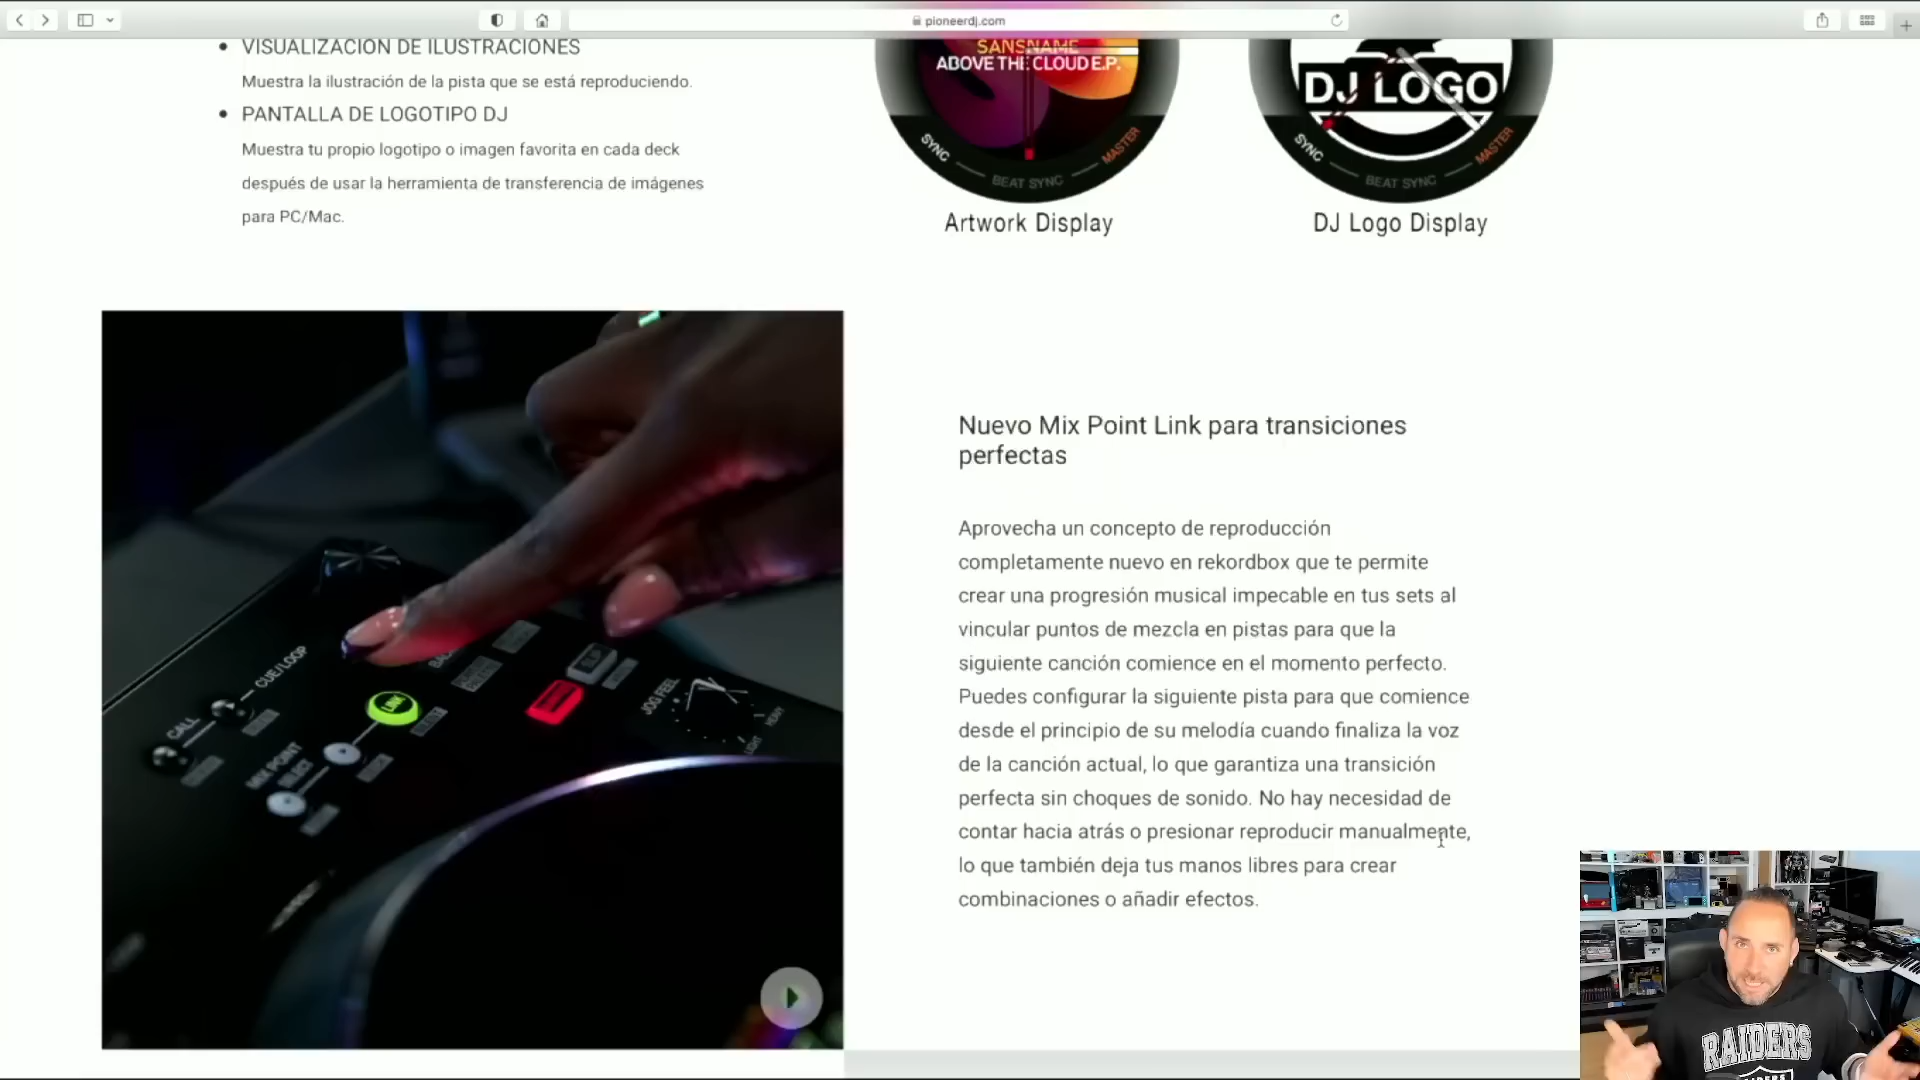 pioneerdj.com
VISUALIZACIÓN DE ILUSTRACIONES
Muestra la ilustración de la pista que se está reproduciendo.
PANTALLA DE LOGOTIPO DJ
Muestra tu propio logotipo o imagen favorita en cada deck
después de usar la herramienta de transferencia de imágenes
para PC/Mac.
SANSNAME
ABOVE THE CLOUD E.P.
SYNC
MASTER
BEAT SYNC
Artwork Display
DJ LOGO
SYNC
MASTER
BEAT SYNC
DJ Logo Display
CUE/LOOP
CALL
LINK
MIX POINT
SELECT
JOG FEEL
LIGHT
HEAVY
Nuevo Mix Point Link para transiciones
perfectas
Aprovecha un concepto de reproducción
completamente nuevo en rekordbox que te permite
crear una progresión musical impecable en tus sets al
vincular puntos de mezcla en pistas para que la
siguiente canción comience en el momento perfecto.
Puedes configurar la siguiente pista para que comience
desde el principio de su melodía cuando finaliza la voz
de la canción actual, lo que garantiza una transición
perfecta sin choques de sonido. No hay necesidad de
contar hacia atrás o presionar reproducir manualmente,
lo que también deja tus manos libres para crear
combinaciones o añadir efectos.
RAIDERS